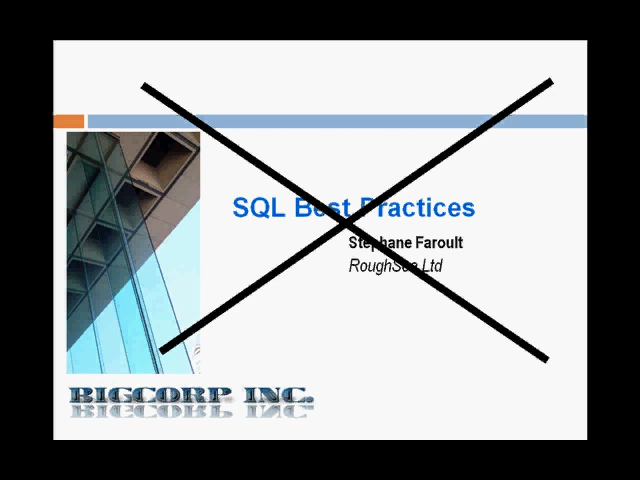 SQL Best Practices
Stephane Faroult
RoughSea Ltd
BIGCORP INC.